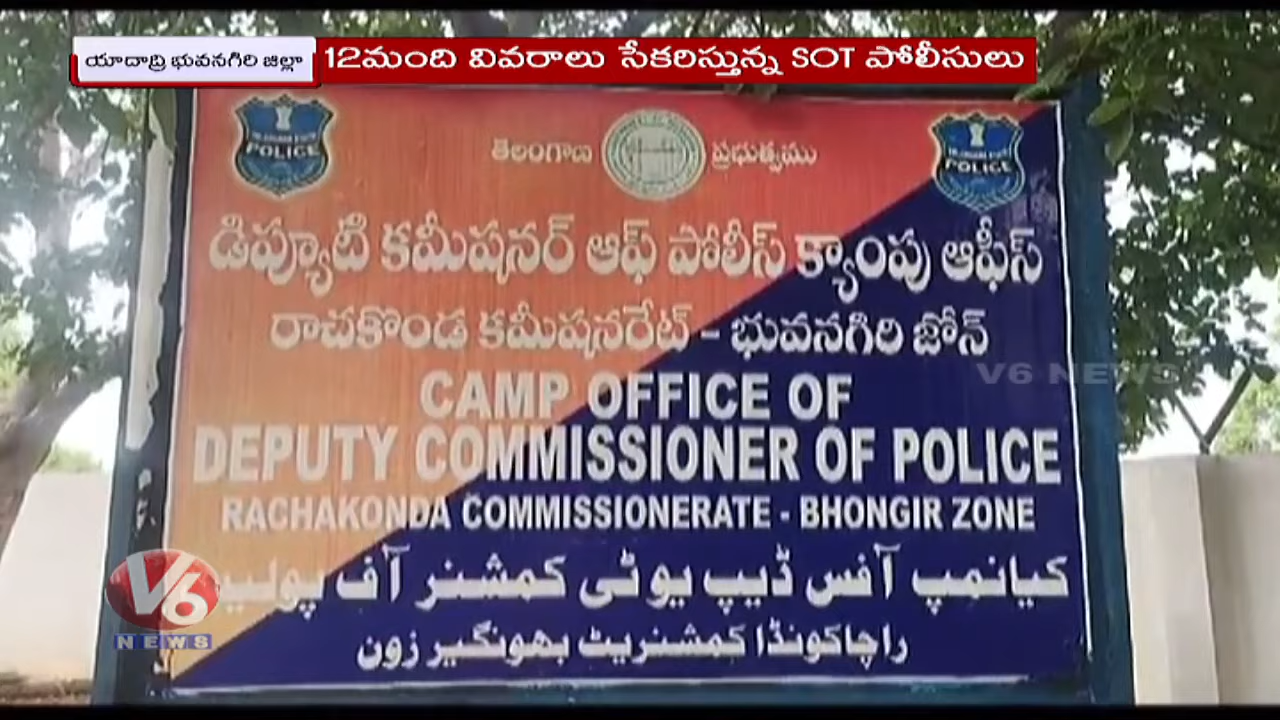 యాదాద్రి భువనగిరి జిల్లా
12మంది వివరాలు సేకరిస్తున్న SOT పోలీసులు
POLICE
తెలంగాణ ప్రభుత్వము
POLICE
డిప్యూటి కమీషనర్ ఆఫ్ పోలీస్ క్యాంపు ఆఫీస్
రాచకొండ కమీషనరేట్ - భువనగిరి జోన్
V6 NEWS
CAMP OFFICE OF
DEPUTY COMMISSIONER OF POLICE
RACHAKONDA COMMISSIONERATE - BHONGIR ZONE
کیانمپ آفس ڈیپ یوٹی کمشنر آف پولیس
راچاکونڈا کمشنریٹ بھونگیر زون
V6
NEWS